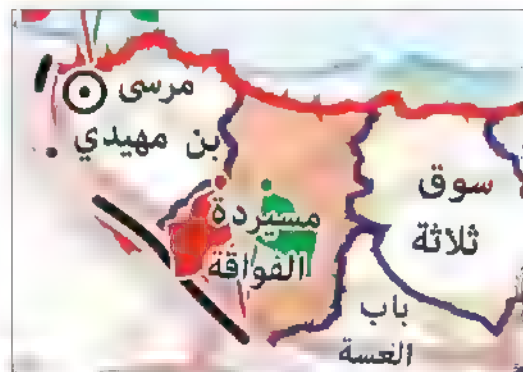 مرسى
بن مهيدي
مسيردة
الفواقة
سوق
ثلاثة
باب
العسة